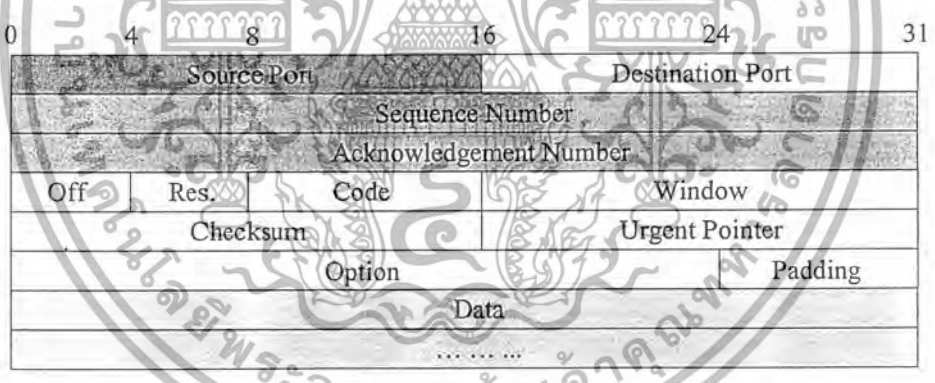 0 4 8 16 24 31
Source Port Destination Port
Sequence Number
Acknowledgement Number
Off Res. Code Window
Checksum Urgent Pointer
Option Padding
Data
... ... ...